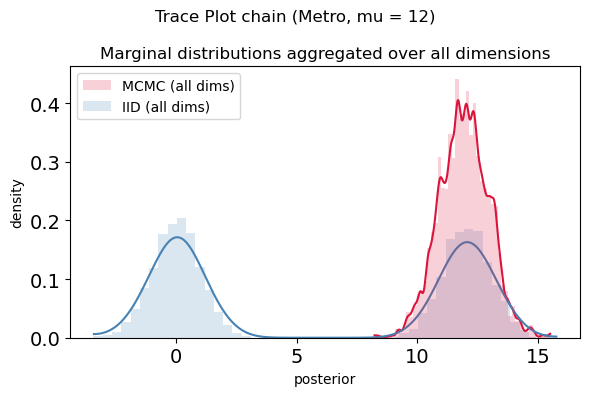 Trace Plot chain (Metro, mu = 12)
Marginal distributions aggregated over all dimensions
MCMC (all dims)
IID (all dims)
density
0.4
0.3
0.2
0.1
0.0
0
5
10
15
posterior